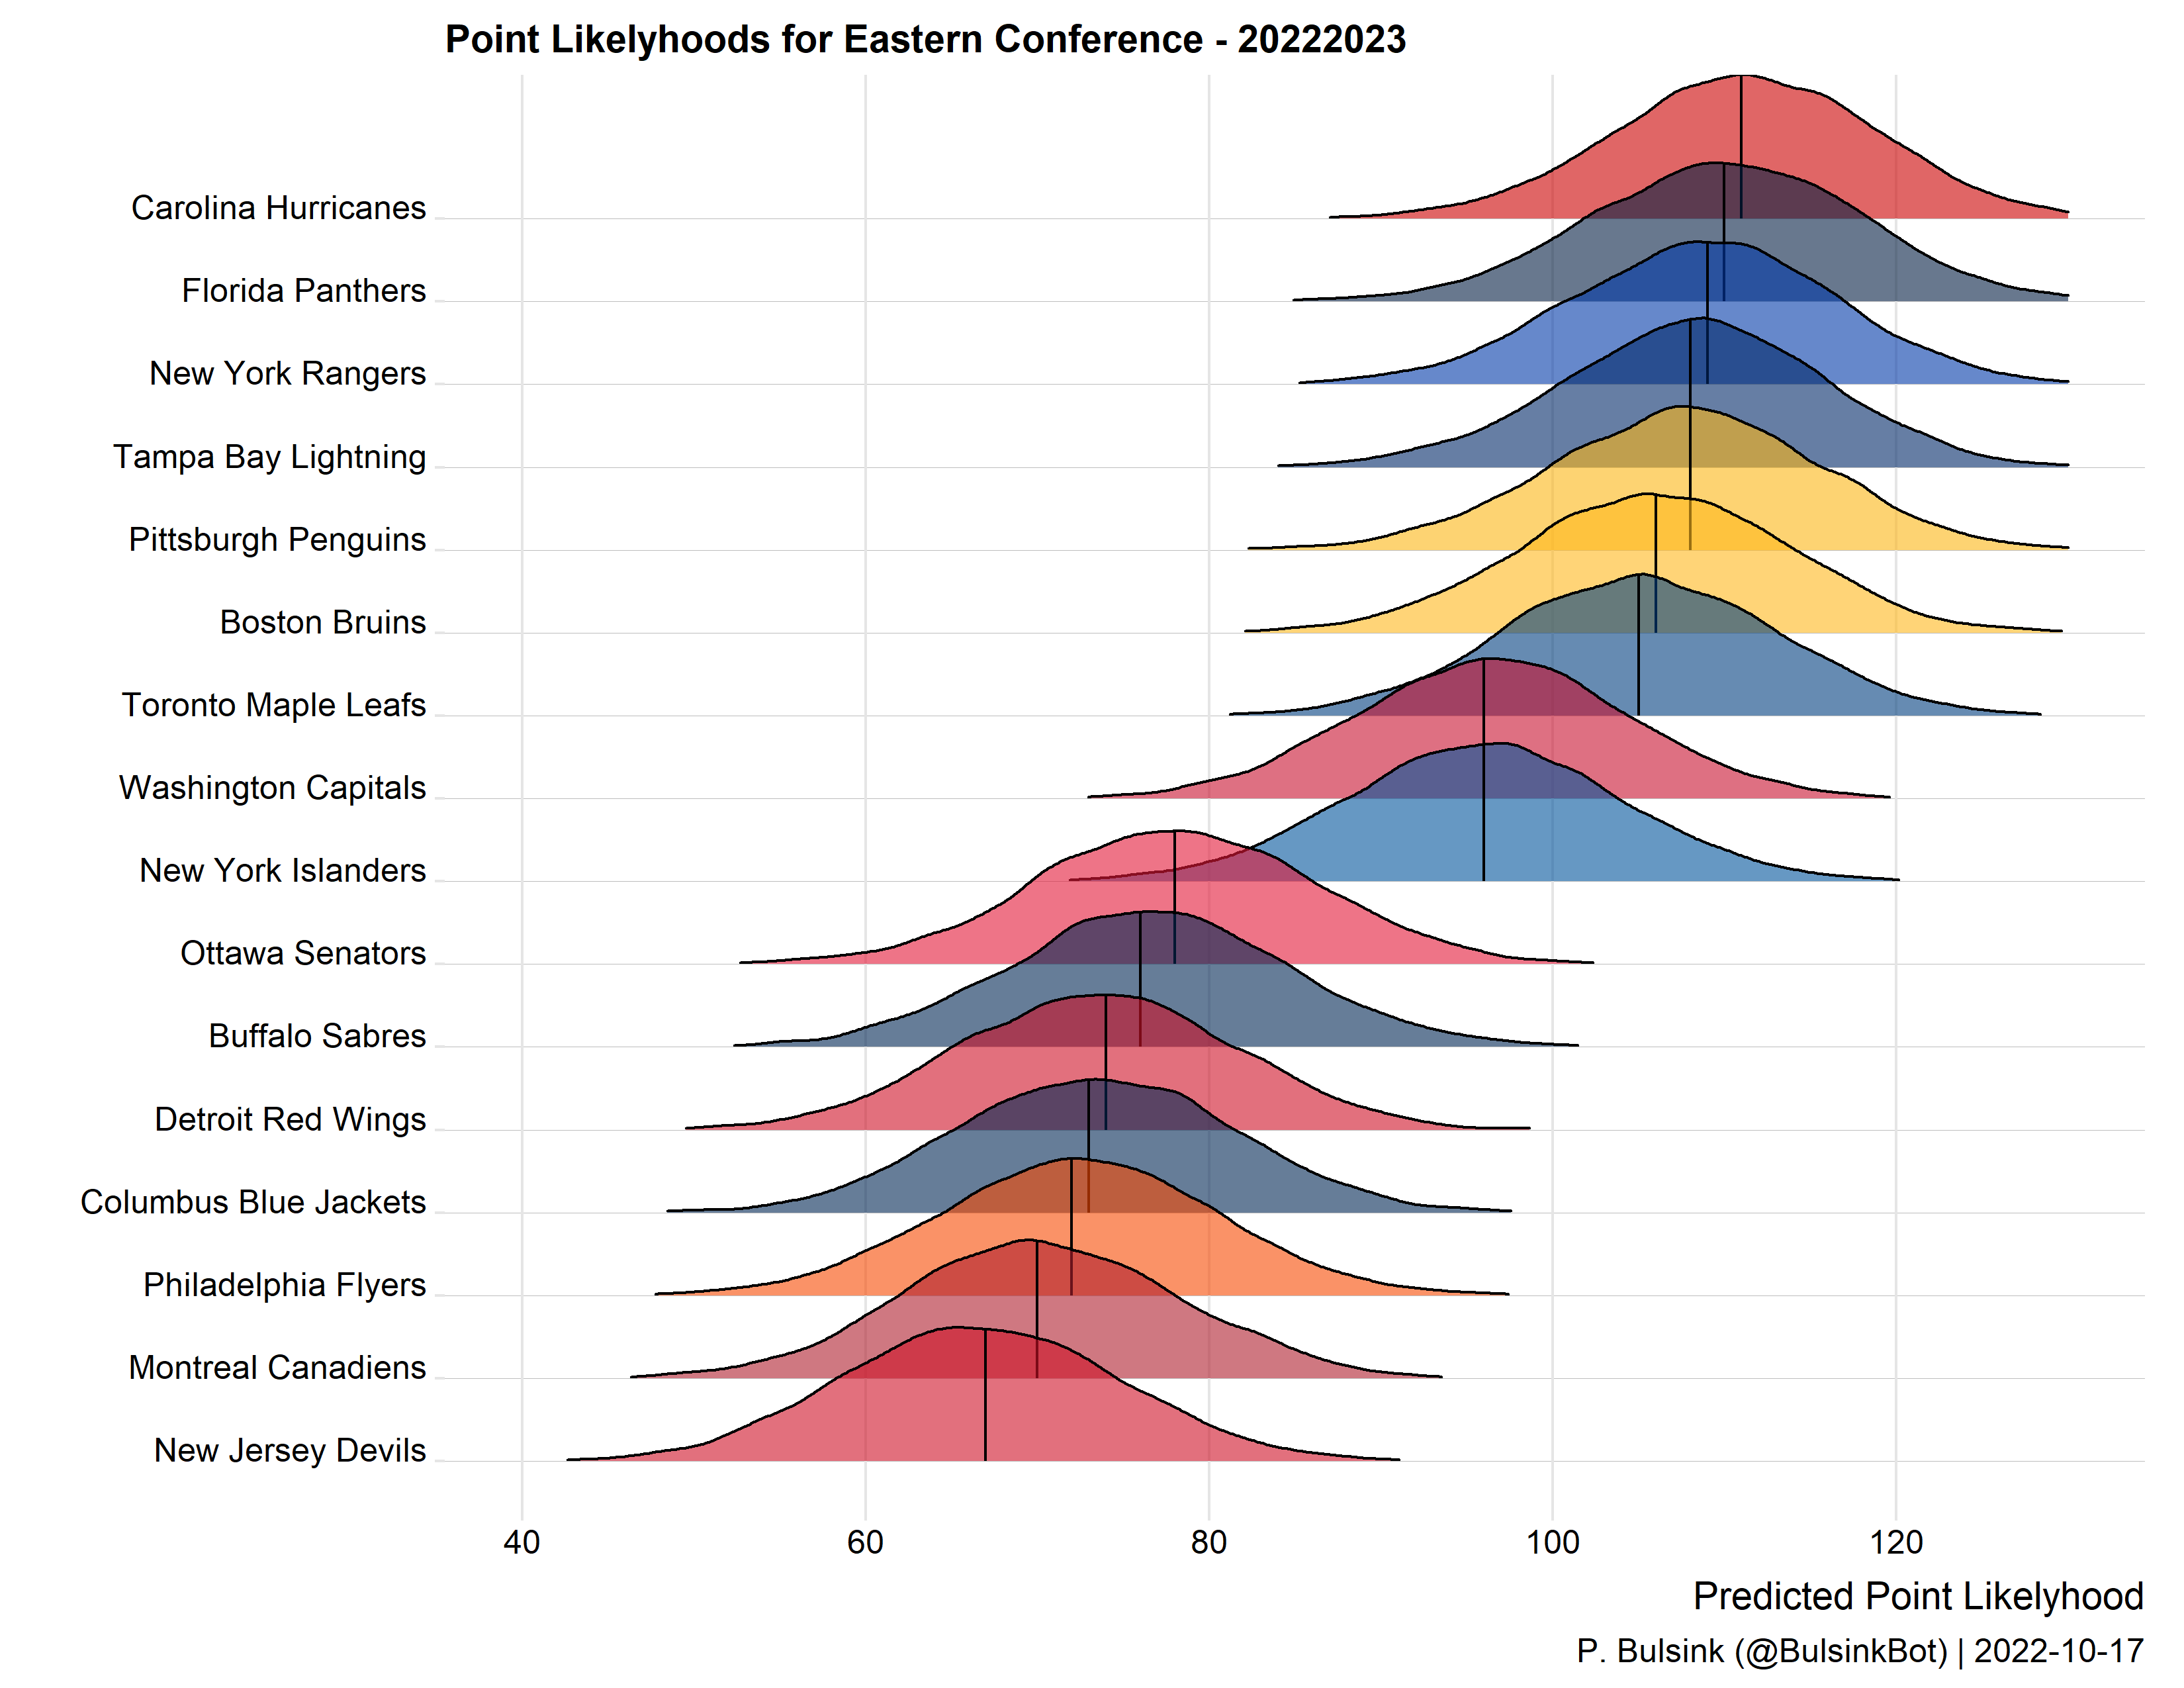 Point Likelyhoods for Eastern Conference - 20222023
Carolina Hurricanes
Florida Panthers
New York Rangers
Tampa Bay Lightning
Pittsburgh Penguins
Boston Bruins
Toronto Maple Leafs
Washington Capitals
New York Islanders
Ottawa Senators
Buffalo Sabres
Detroit Red Wings
Columbus Blue Jackets
Philadelphia Flyers
Montreal Canadiens
New Jersey Devils
40 60 80 100 120
Predicted Point Likelyhood
P. Bulsink (@BulsinkBot) | 2022-10-17